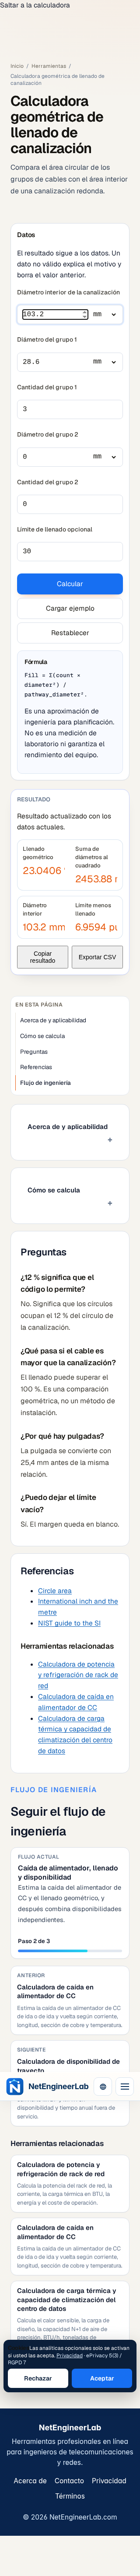 Saltar a la calculadora
Inicio / Herramientas /
Calculadora geométrica de llenado de
canalización
Calculadora
geométrica de
llenado de
canalización
Compara el área circular de los
grupos de cables con el área interior
de una canalización redonda.
Datos
El resultado sigue a los datos. Un
dato no válido explica el motivo y
borra el valor anterior.
Diámetro interior de la canalización
103.2 mm
Diámetro del grupo 1
28.6 mm
Cantidad del grupo 1
3
Diámetro del grupo 2
0 mm
Cantidad del grupo 2
0
Límite de llenado opcional
30
Calcular
Cargar ejemplo
Restablecer
Fórmula
Fill = Σ(count ×
diameter²) /
pathway_diameter².
Es una aproximación de
ingeniería para planificación.
No es una medición de
laboratorio ni garantiza el
rendimiento del equipo.
RESULTADO
Resultado actualizado con los
datos actuales.
Llenado
geométrico
23.0406
Suma de
diámetros al
cuadrado
2453.88
Diámetro
interior
103.2 mm
Límite menos
llenado
6.9594
Copiar
resultado
Exportar CSV
EN ESTA PÁGINA
Acerca de y aplicabilidad
Cómo se calcula
Preguntas
Referencias
Flujo de ingeniería
Acerca de y aplicabilidad
+
Cómo se calcula
+
Preguntas
¿12 % significa que el
código lo permite?
No. Significa que los círculos
ocupan el 12 % del círculo de
la canalización.
¿Qué pasa si el cable es
mayor que la canalización?
El llenado puede superar el
100 %. Es una comparación
geométrica, no un método de
instalación.
¿Por qué hay pulgadas?
La pulgada se convierte con
25,4 mm antes de la misma
relación.
¿Puedo dejar el límite
vacío?
Sí. El margen queda en blanco.
Referencias
Circle area
International inch and the
metre
NIST guide to the SI
Herramientas relacionadas
Calculadora de potencia
y refrigeración de rack de
red
Calculadora de caída en
alimentador de CC
Calculadora de carga
térmica y capacidad de
climatización del centro
de datos
FLUJO DE INGENIERÍA
Seguir el flujo de
ingeniería
FLUJO ACTUAL
Caída de alimentador, llenado
y disponibilidad
Estima la caída del alimentador de
CC y el llenado geométrico, y
después combina disponibilidades
independientes.
Paso 2 de 3
ANTERIOR
Calculadora de caída en
alimentador de CC
Estima la caída de un alimentador de CC
de ida o de ida y vuelta según corriente,
longitud, sección de cobre y temperatura.
SIGUIENTE
Calculadora de disponibilidad de
trayecto
NetEngineerLab
disponibilidad y tiempo anual fuera de
servicio.
Herramientas relacionadas
Calculadora de potencia y
refrigeración de rack de red
Calcula la potencia del rack de red, la
corriente, la carga térmica en BTU, la
energía y el coste de operación.
Calculadora de caída en
alimentador de CC
Estima la caída de un alimentador de CC
de ida o de ida y vuelta según corriente,
longitud, sección de cobre y temperatura.
Calculadora de carga térmica y
capacidad de climatización del
centro de datos
Calcula el calor sensible, la carga de
diseño, la capacidad N+1 de aire de
precisión, BTU/h, toneladas de
Las analíticas opcionales solo se activan
si usted las acepta. Privacidad · ePrivacy 5(3) /
RGPD 7
Rechazar
Aceptar
NetEngineerLab
Herramientas profesionales en línea
para ingenieros de telecomunicaciones
y redes.
Acerca de Contacto Privacidad
Términos
© 2026 NetEngineerLab.com